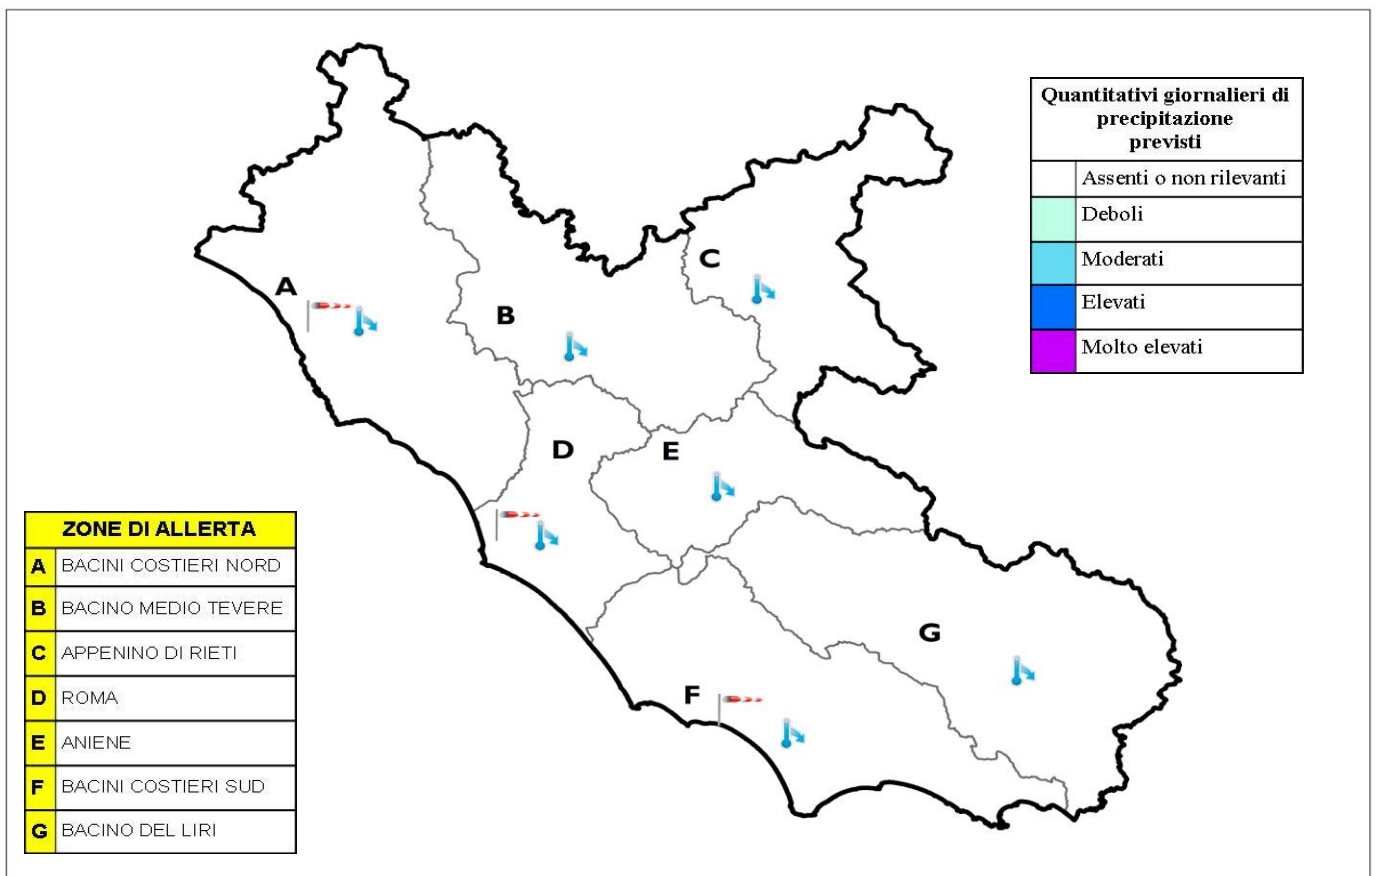 Quantitativi giornalieri di
precipitazione
previsti
Assenti o non rilevanti
Deboli
Moderati
Elevati
Molto elevati
A
B
C
D
E
F
G
ZONE DI ALLERTA
A BACINI COSTIERI NORD
B BACINO MEDIO TEVERE
C APPENINO DI RIETI
D ROMA
E ANIENE
F BACINI COSTIERI SUD
G BACINO DEL LIRI